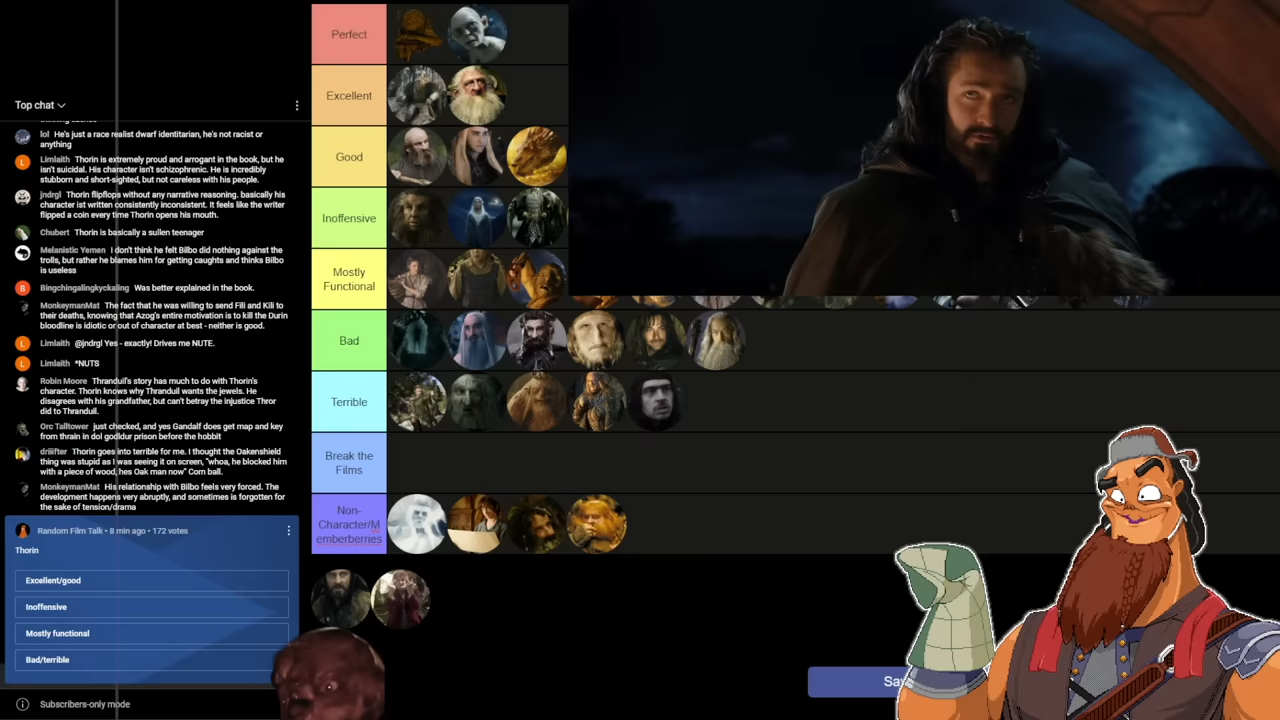 Top chat
lol He's just a race realist dwarf identitarian, he's not racist or
anything
Limlaith Thorin is extremely proud and arrogant in the book, but he
isn't suicidal. His character isn't schizophrenic. He is incredibly
stubborn and short-sighted, but not careless with his people.
jndrgl Thorin flipflops without any narrative reasoning. basically his
character ist written consistently inconsistent. It feels like the writer
flipped a coin every time Thorin opens his mouth.
Chubert Thorin is basically a sullen teenager
Melanistic Yemen I don't think he felt Bilbo did nothing against the
trolls, but rather he blames him for getting caughts and thinks Bilbo
is useless
Bingchingalingkyckaling Was better explained in the book.
MonkeymanMat The fact that he was willing to send Fili and Kili to
their deaths, knowing that Azog's entire motivation is to kill the Durin
bloodline is idiotic or out of character at best - neither is good.
Limlaith @jndrgl Yes - exactly! Drives me NUTE.
Limlaith *NUTS
Robin Moore Thranduil's story has much to do with Thorin's
character. Thorin knows why Thranduil wants the jewels. He
disagrees with his grandfather, but can't betray the injustice Thror
did to Thranduil.
Orc Talltower just checked, and yes Gandalf does get map and key
from thrain in dol goldur prison before the hobbit
driiifter Thorin goes into terrible for me. I thought the Oakenshield
thing was stupid as I was seeing it on screen, "whoa, he blocked him
with a piece of wood, hes Oak man now" Corn ball.
MonkeymanMat His relationship with Bilbo feels very forced. The
development happens very abruptly, and sometimes is forgotten for
the sake of tension/drama
Random Film Talk • 8 min ago • 172 votes
Thorin
Excellent/good
Inoffensive
Mostly functional
Bad/terrible
Subscribers-only mode
Perfect
Excellent
Good
Inoffensive
Mostly
Functional
Bad
Terrible
Break the
Films
Non-
Character/M
emberberries